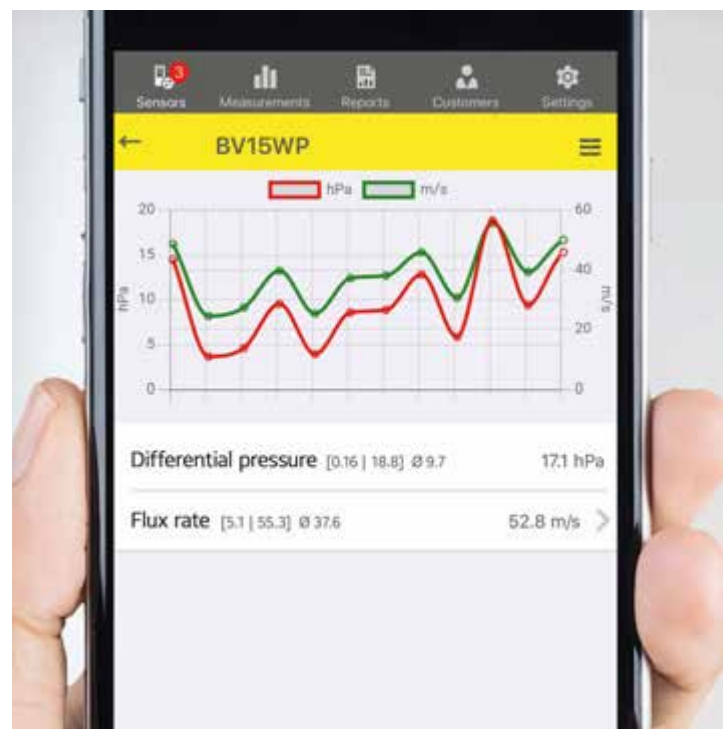 3
Sensors Measurements Reports Customers Settings
BV15WP
hPa m/s
20 60
15
40
10
20
5
0 0
hPa
m/s
Differential pressure [0.16 | 18.8] Ø 9.7 17.1 hPa
Flux rate [5.1 | 55.3] Ø 37.6 52.8 m/s